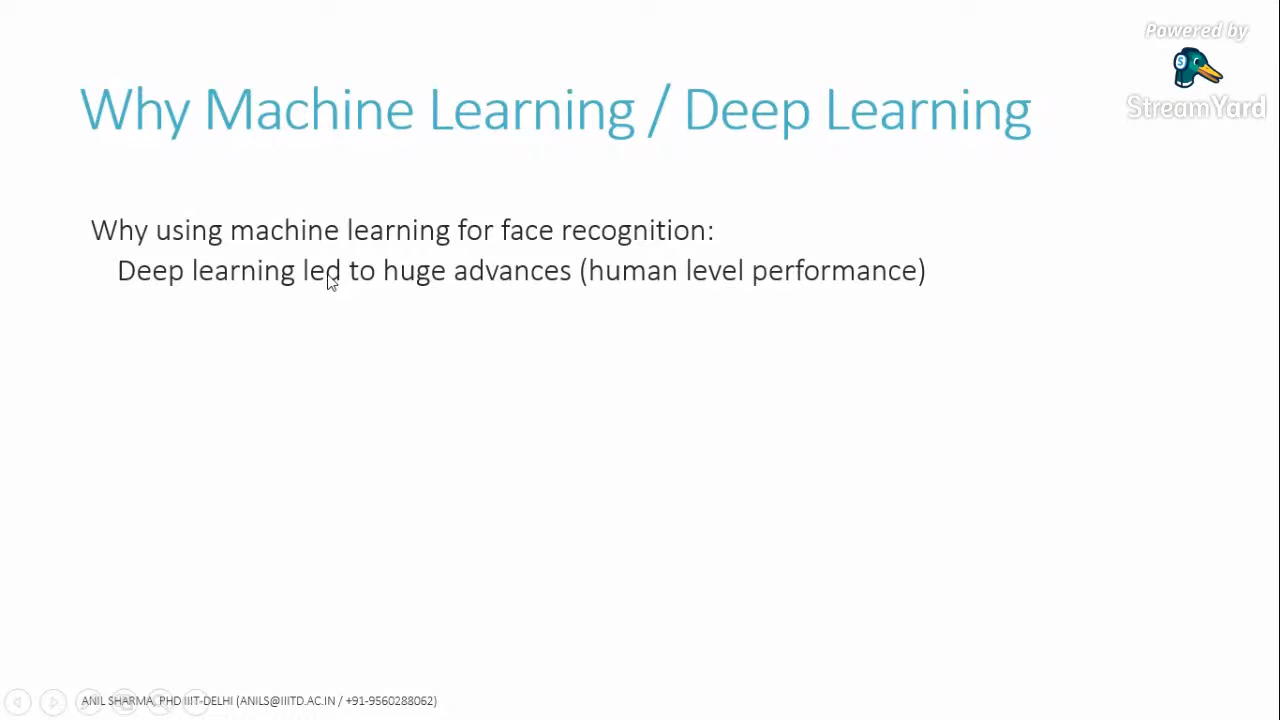 Powered by
StreamYard
Why Machine Learning / Deep Learning
Why using machine learning for face recognition:
Deep learning led to huge advances (human level performance)
ANIL SHARMA, PHD IIIT-DELHI (ANILS@IIITD.AC.IN / +91-9560288062)